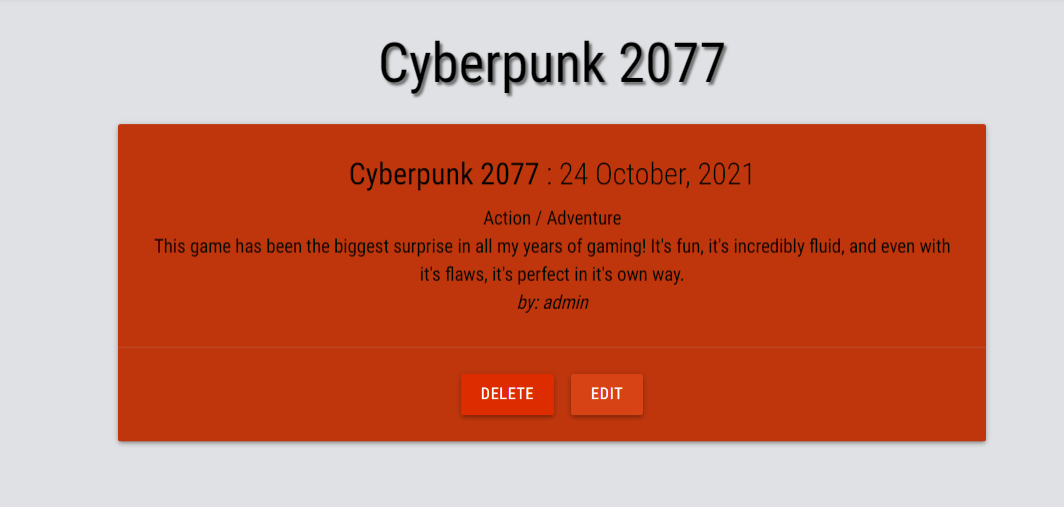 Cyberpunk 2077
Cyberpunk 2077 : 24 October, 2021
Action / Adventure
This game has been the biggest surprise in all my years of gaming! It's fun, it's incredibly fluid, and even with
it's flaws, it's perfect in it's own way.
by: admin
DELETE EDIT